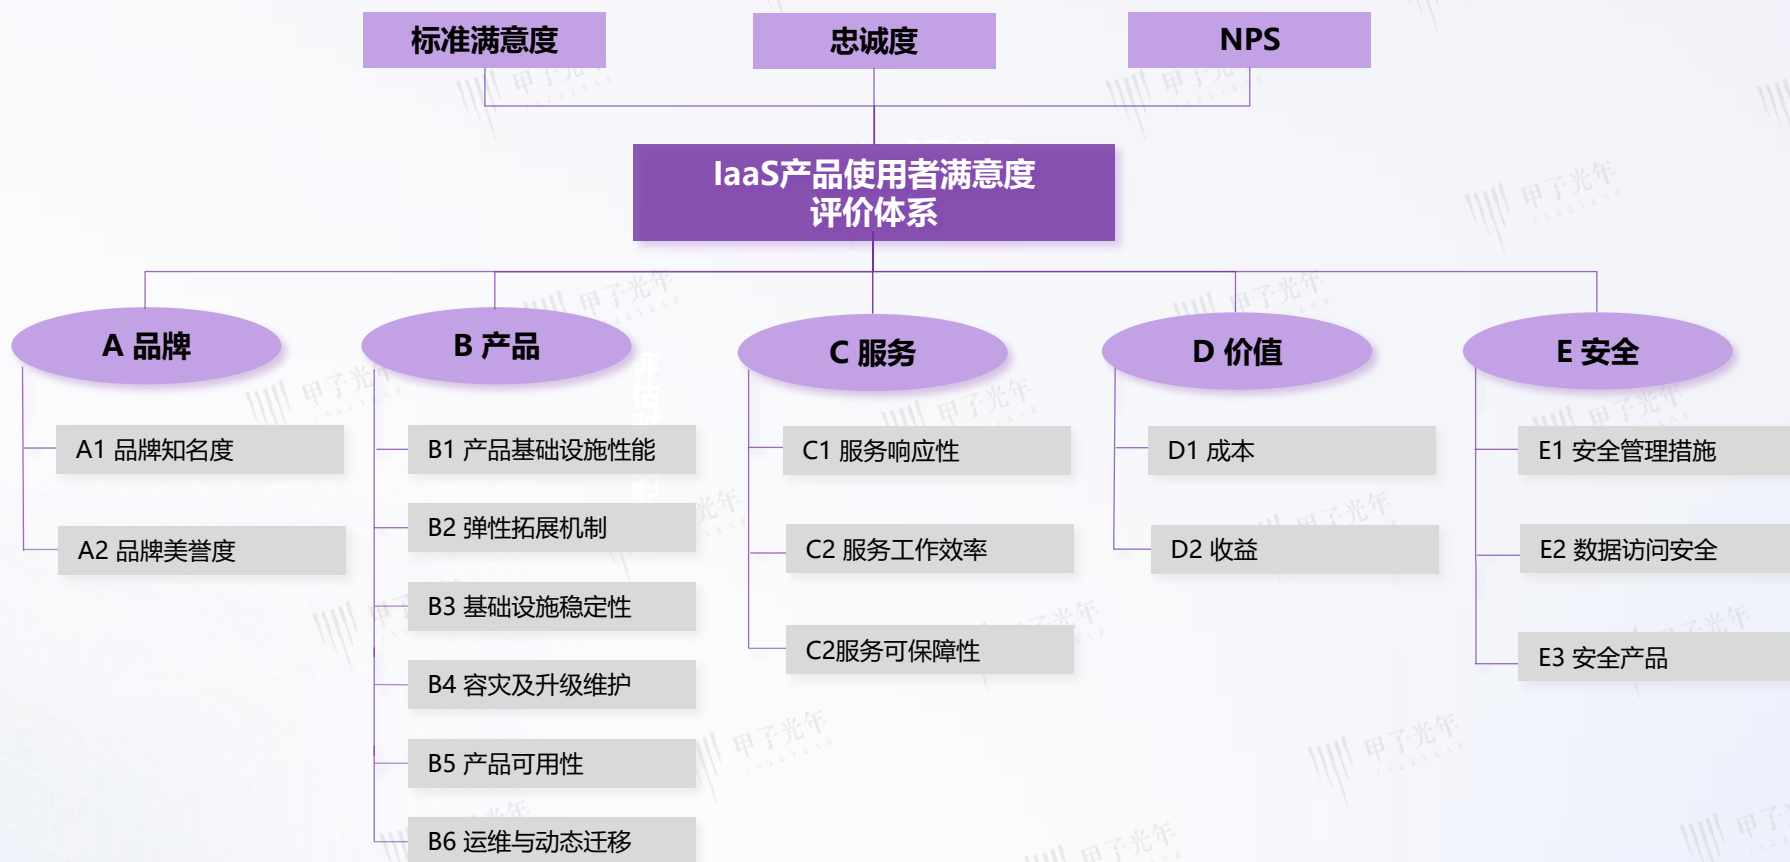 标准满意度
忠诚度
NPS
IaaS产品使用者满意度
评价体系
A 品牌
B 产品
C 服务
D 价值
E 安全
A1 品牌知名度
A2 品牌美誉度
B1 产品基础设施性能
B2 弹性拓展机制
B3 基础设施稳定性
B4 容灾及升级维护
B5 产品可用性
B6 运维与动态迁移
C1 服务响应性
C2 服务工作效率
C2服务可保障性
D1 成本
D2 收益
E1 安全管理措施
E2 数据访问安全
E3 安全产品
甲子光年